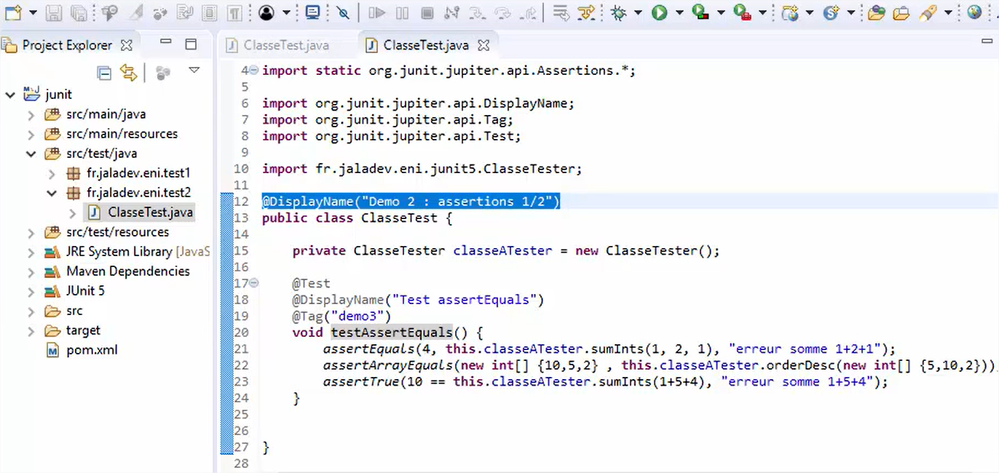 Project Explorer
ClasseTest.java
ClasseTest.java
junit
src/main/java
src/main/resources
src/test/java
fr.jaladev.eni.test1
fr.jaladev.eni.test2
ClasseTest.java
src/test/resources
JRE System Library [JavaS
Maven Dependencies
JUnit 5
src
target
pom.xml
4 import static org.junit.jupiter.api.Assertions.*;
5
6 import org.junit.jupiter.api.DisplayName;
7 import org.junit.jupiter.api.Tag;
8 import org.junit.jupiter.api.Test;
9
10 import fr.jaladev.eni.junit5.ClasseTester;
11
12 @DisplayName("Demo 2 : assertions 1/2")
13 public class ClasseTest {
14
15 private ClasseTester classeATester = new ClasseTester();
16
17 @Test
18 @DisplayName("Test assertEquals")
19 @Tag("demo3")
20 void testAssertEquals() {
21 assertEquals(4, this.classeATester.sumInts(1, 2, 1), "erreur somme 1+2+1");
22 assertArrayEquals(new int[] {10,5,2} , this.classeATester.orderDesc(new int[] {5,10,2}))
23 assertTrue(10 == this.classeATester.sumInts(1+5+4), "erreur somme 1+5+4");
24 }
25
26
27 }
28